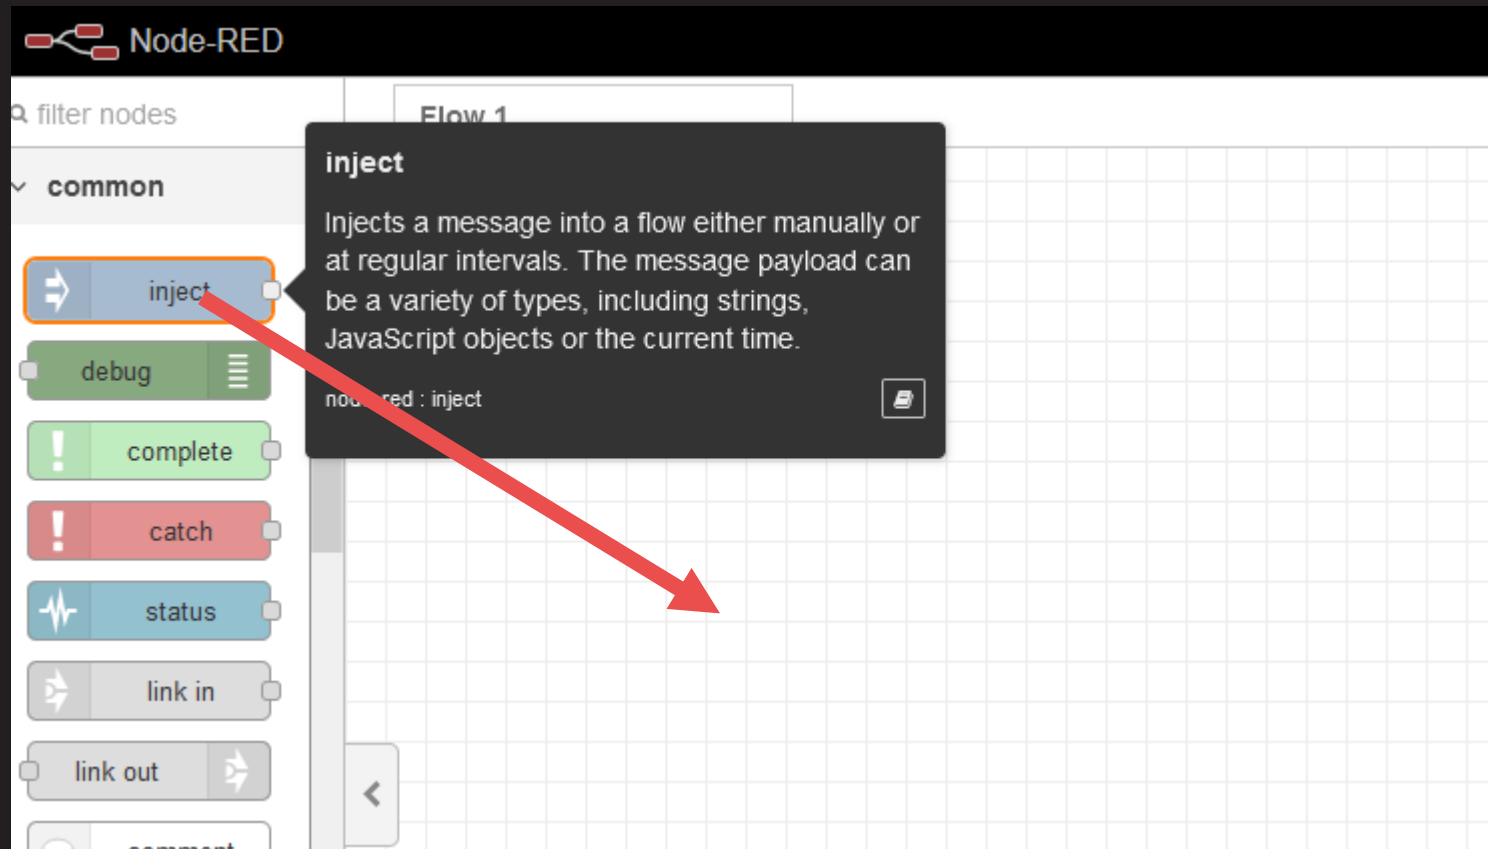 Node-RED
filter nodes
Flow 1
common
inject
Injects a message into a flow either manually or
at regular intervals. The message payload can
be a variety of types, including strings,
JavaScript objects or the current time.
red : inject
inject
debug
complete
catch
status
link in
link out